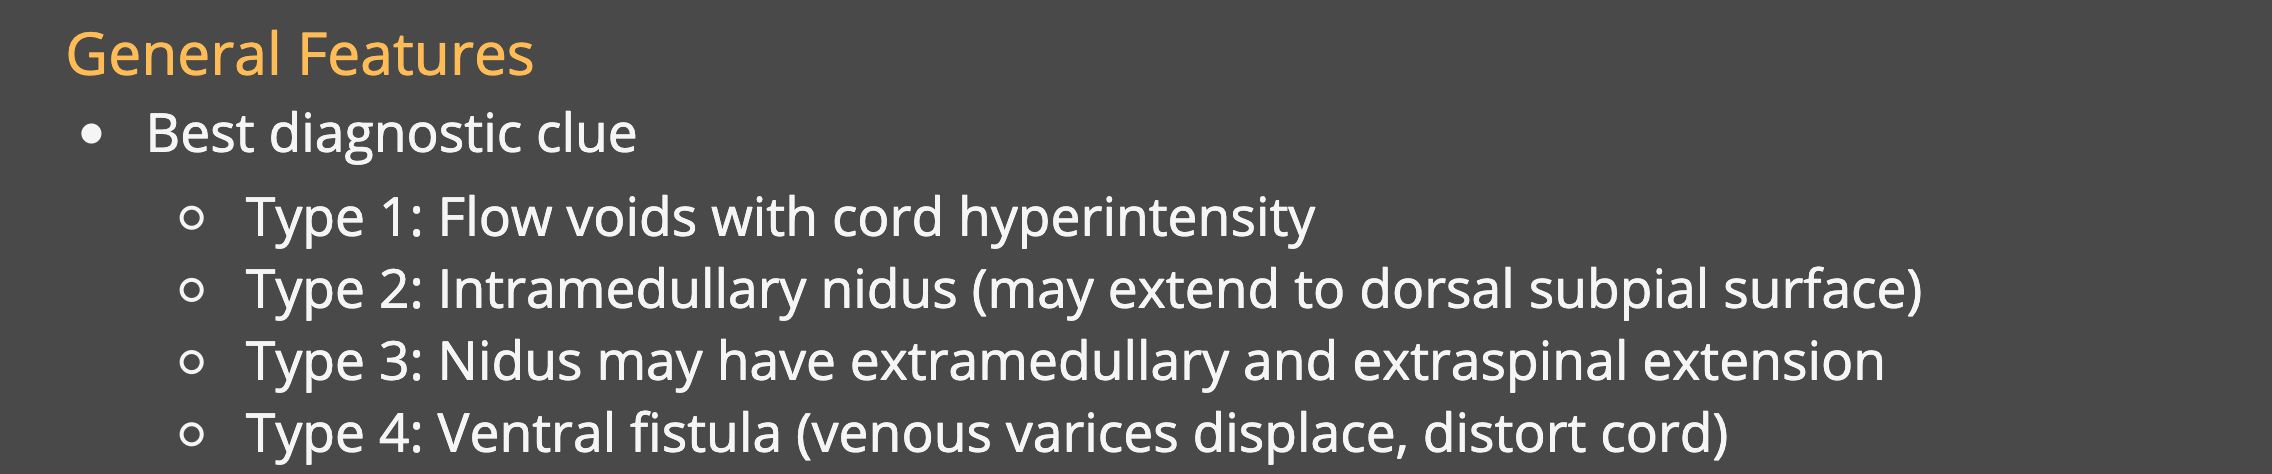 General Features
● Best diagnostic clue
○ Type 1: Flow voids with cord hyperintensity
○ Type 2: Intramedullary nidus (may extend to dorsal subpial surface)
○ Type 3: Nidus may have extramedullary and extraspinal extension
○ Type 4: Ventral fistula (venous varices displace, distort cord)